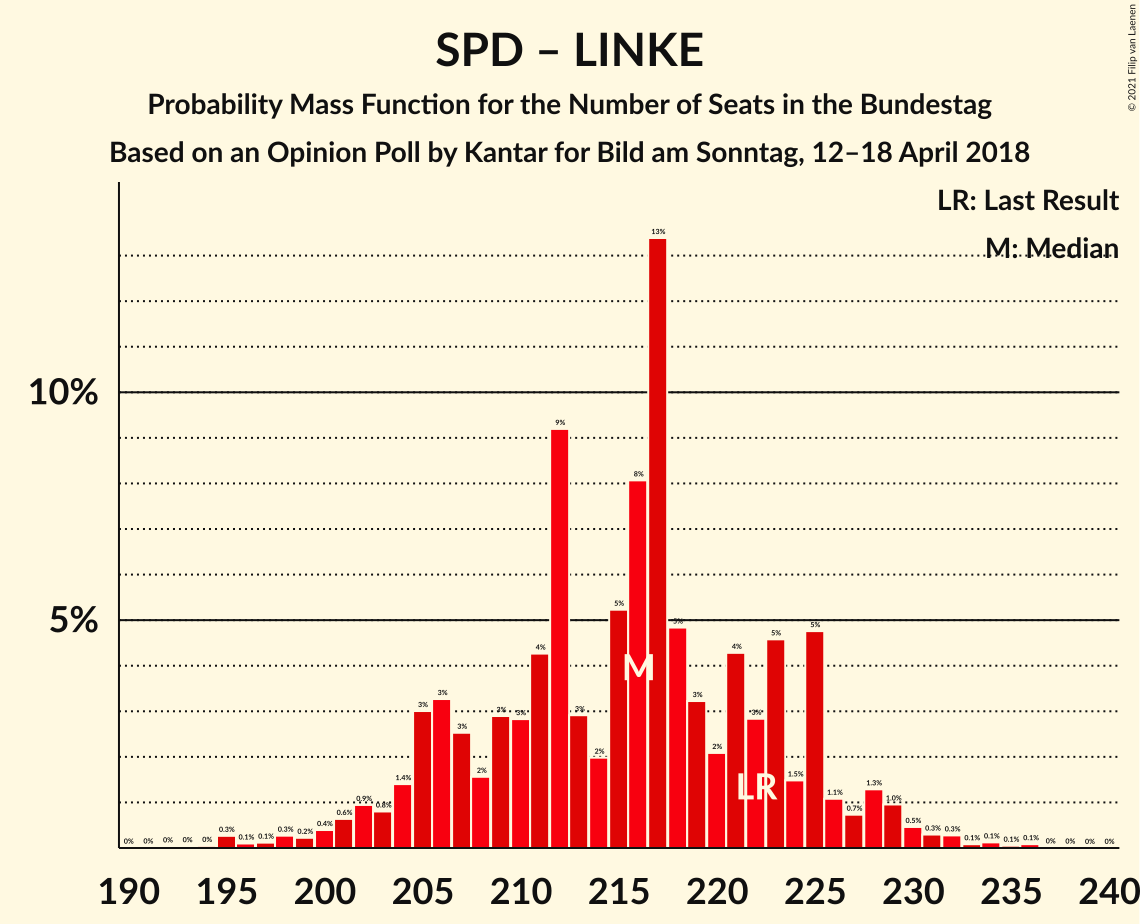 SPD – LINKE
Probability Mass Function for the Number of Seats in the Bundestag
Based on an Opinion Poll by Kantar for Bild am Sonntag, 12–18 April 2018
© 2021 Filip van Laenen
LR: Last Result
M: Median
10%
5%
0% 0% 0% 0% 0% 0.3% 0.1% 0.1% 0.3% 0.2% 0.4% 0.6% 0.9% 0.8% 1.4% 3% 3% 3% 2% 3% 3% 4% 9% 3% 2% 5% 8% 13% 5% 3% 2% 4% 3% 5% 1.5% 5% 1.1% 0.7% 1.3% 1.0% 0.5% 0.3% 0.3% 0.1% 0.1% 0.1% 0.1% 0% 0% 0% 0%
M
LR
190 195 200 205 210 215 220 225 230 235 240